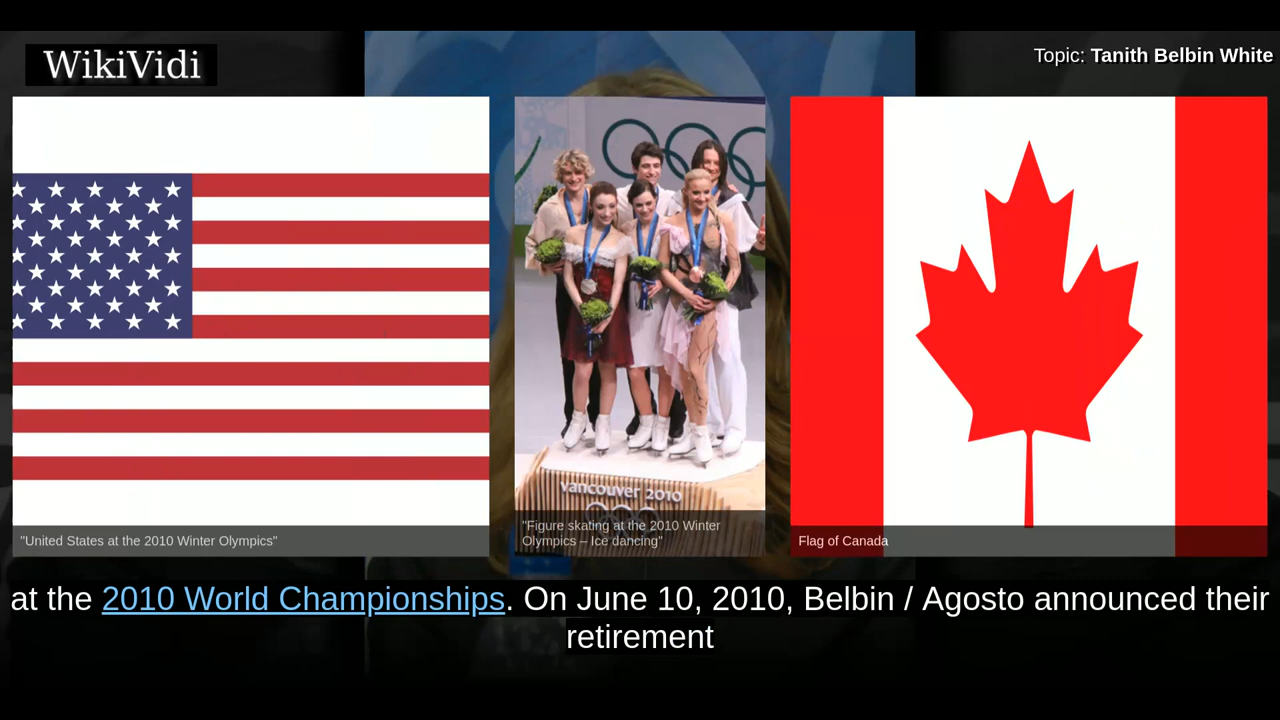 WikiVidi
Topic: Tanith Belbin White
vancouver 2010
"United States at the 2010 Winter Olympics"
"Figure skating at the 2010 Winter
Olympics – Ice dancing"
Flag of Canada
at the 2010 World Championships. On June 10, 2010, Belbin / Agosto announced their
retirement